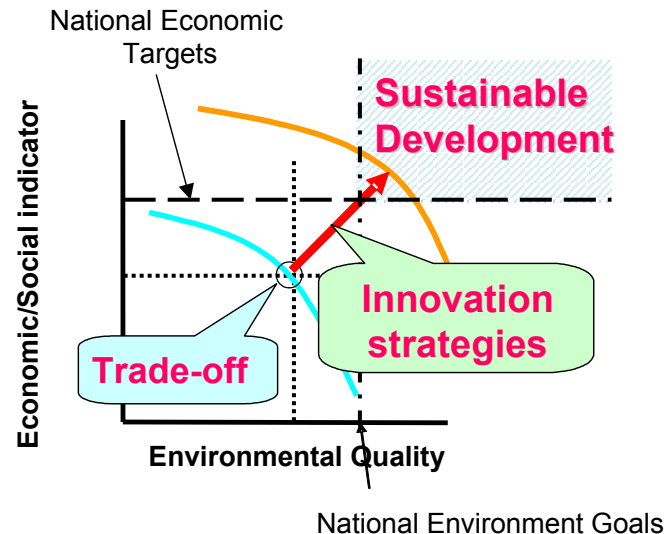 National Economic
Targets
Sustainable
Development
Economic/Social indicator
Innovation
strategies
Trade-off
Environmental Quality
National Environment Goals